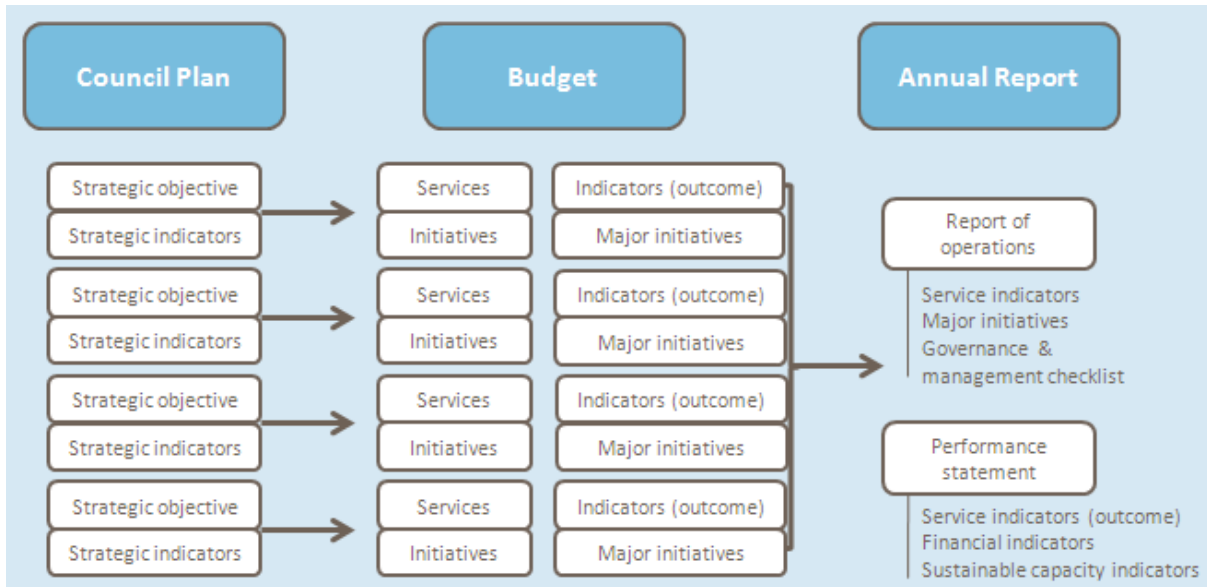 Council Plan
Budget
Annual Report
Strategic objective
Strategic indicators
Strategic objective
Strategic indicators
Strategic objective
Strategic indicators
Strategic objective
Strategic indicators
Services
Initiatives
Services
Initiatives
Services
Initiatives
Services
Initiatives
Indicators (outcome)
Major initiatives
Indicators (outcome)
Major initiatives
Indicators (outcome)
Major initiatives
Indicators (outcome)
Major initiatives
Report of
operations
Service indicators
Major initiatives
Governance &
management checklist
Performance
statement
Service indicators (outcome)
Financial indicators
Sustainable capacity indicators